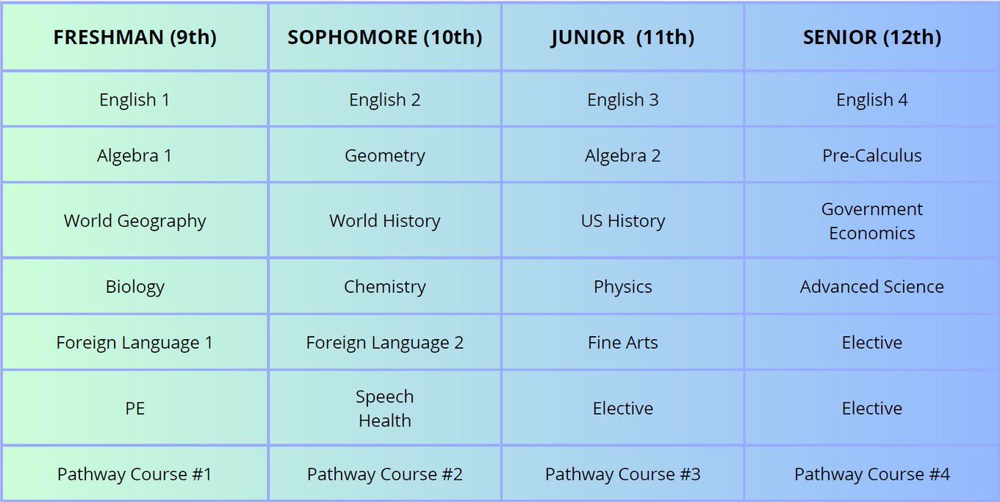 FRESHMAN (9th) SOPHOMORE (10th) JUNIOR (11th) SENIOR (12th)
English 1 English 2 English 3 English 4
Algebra 1 Geometry Algebra 2 Pre-Calculus
World Geography World History US History Government
Economics
Biology Chemistry Physics Advanced Science
Foreign Language 1 Foreign Language 2 Fine Arts Elective
PE Speech Elective Elective
Health
Pathway Course #1 Pathway Course #2 Pathway Course #3 Pathway Course #4